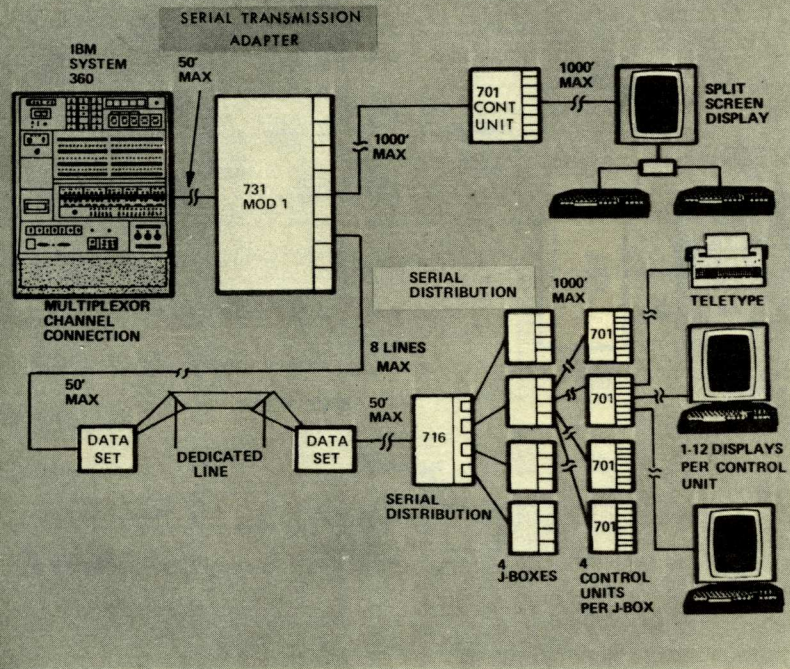 SERIAL TRANSMISSION
ADAPTER
IBM
SYSTEM
360
50'
MAX
731
MOD 1
1000'
MAX
701
CONT
UNIT
1000'
MAX
SPLIT
SCREEN
DISPLAY
MULTIPLEXOR
CHANNEL
CONNECTION
SERIAL
DISTRIBUTION
1000'
MAX
TELETYPE
8 LINES
MAX
50'
MAX
DATA
SET
DEDICATED
LINE
DATA
SET
50'
MAX
716
SERIAL
DISTRIBUTION
701
701
701
701
4
J-BOXES
4
CONTROL
UNITS
PER J-BOX
1-12 DISPLAYS
PER CONTROL
UNIT